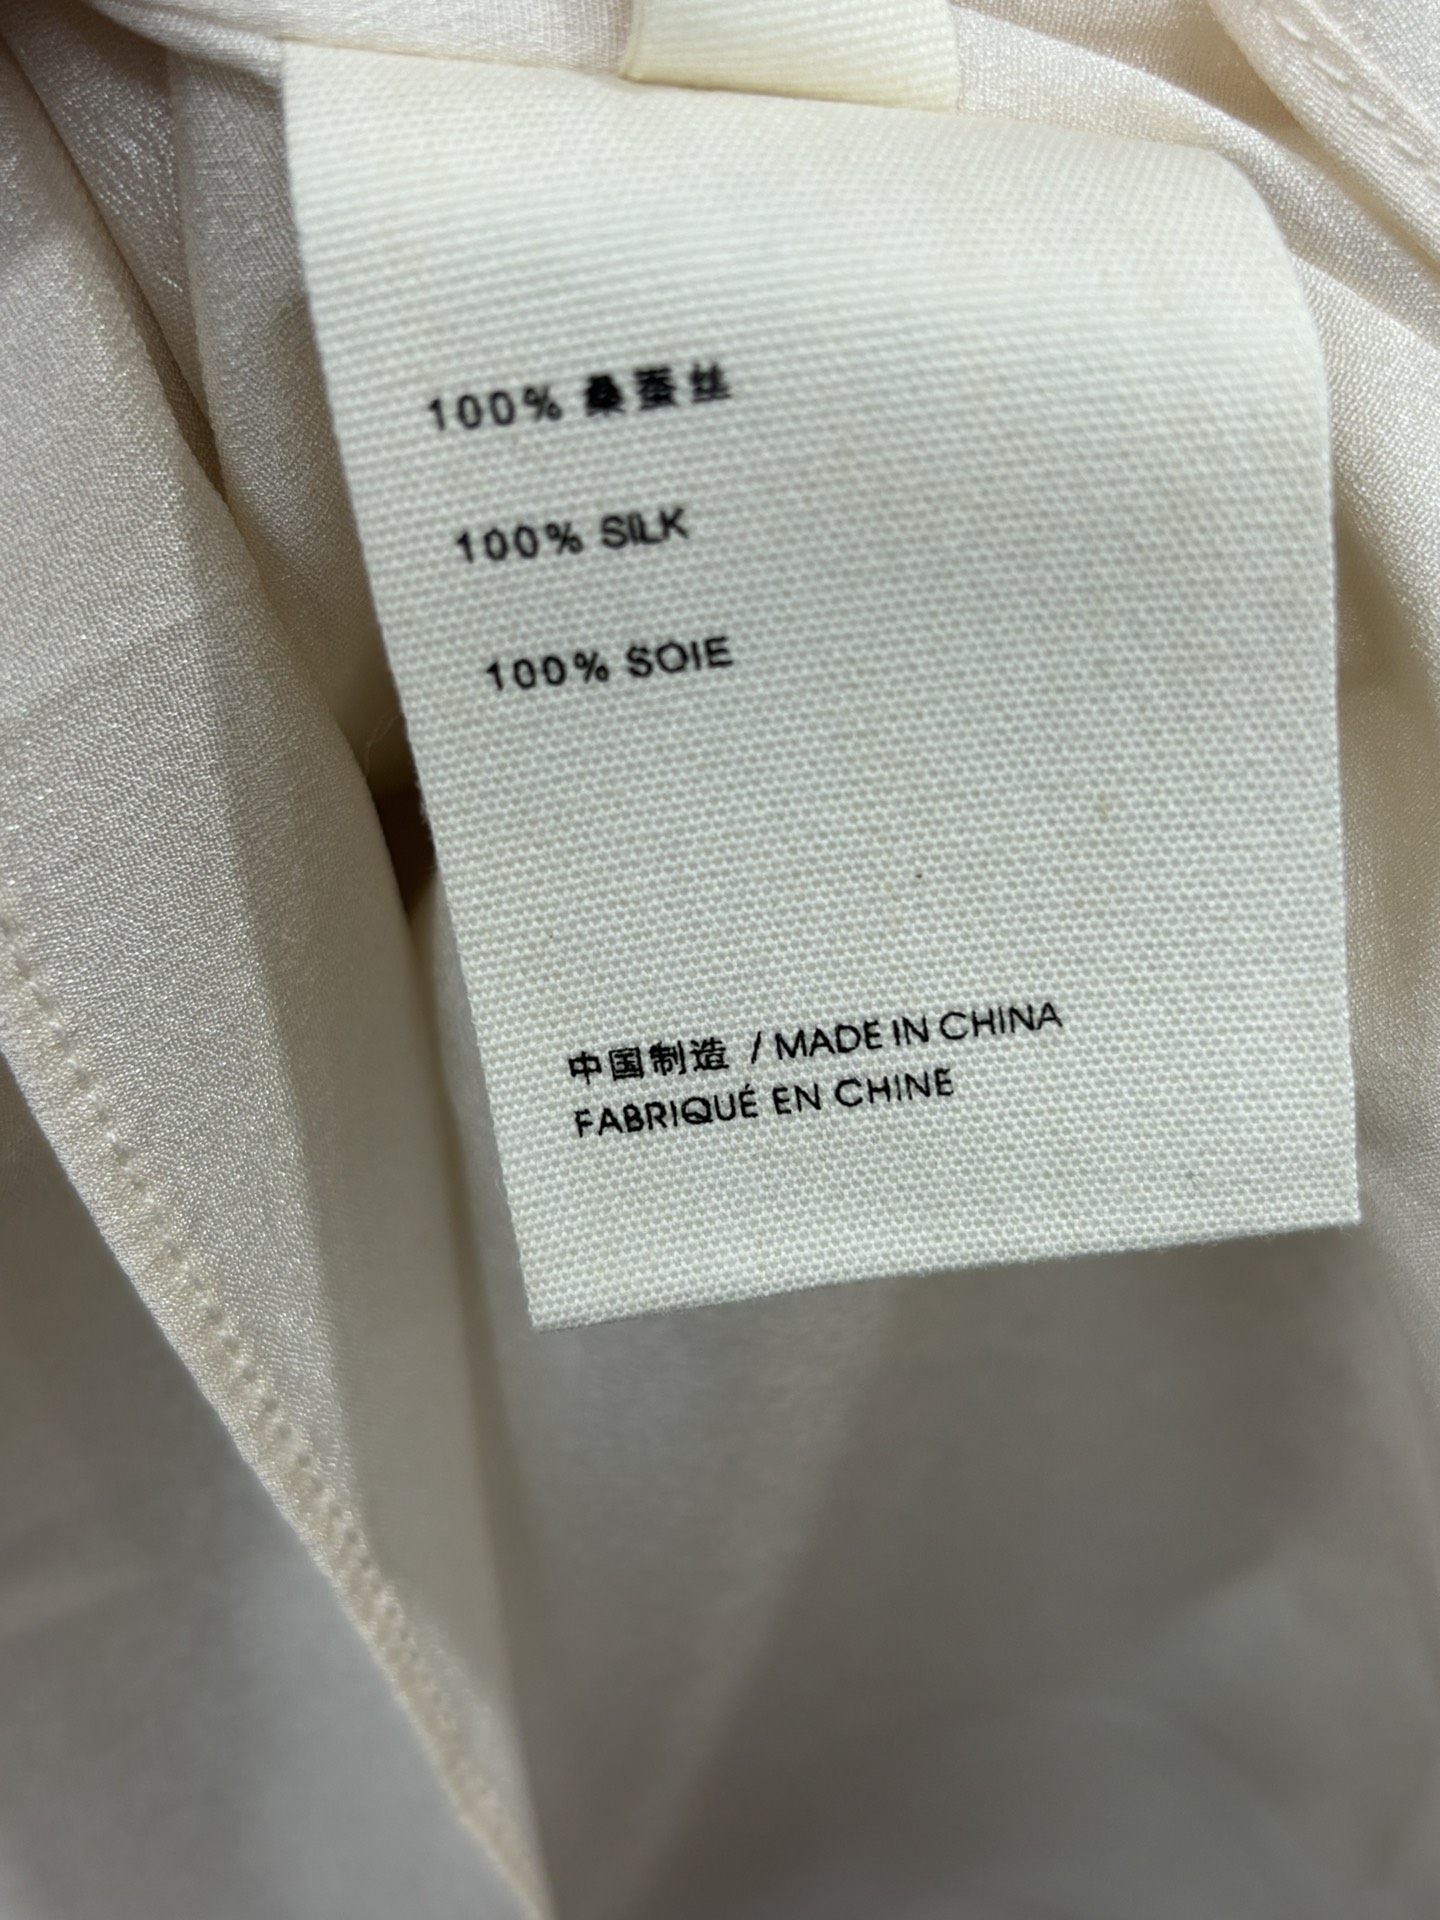 100% 桑蚕丝
100% SILK
100% SOIE
中国制造 / MADE IN CHINA
FABRIQUÉ EN CHINE